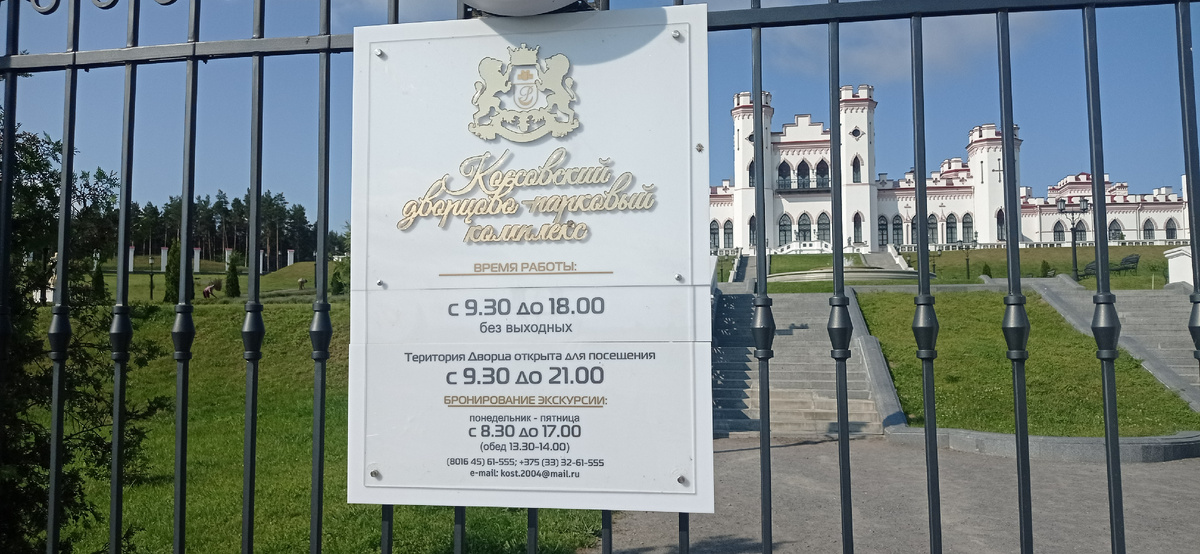 Коссовский
дворцово-парковый
комплекс
ВРЕМЯ РАБОТЫ:
с 9.30 до 18.00
без выходных
Територия Дворца открыта для посещения
с 9.30 до 21.00
БРОНИРОВАНИЕ ЭКСКУРСИИ:
понедельник - пятница
с 8.30 до 17.00
(обед 13.30-14.00)
(8016 45) 61-555; +375 (33) 32-61-555
e-mail: kost.2004@mail.ru